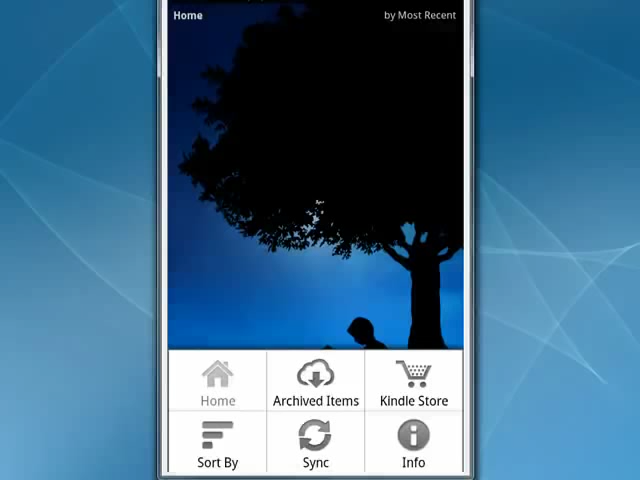 Home by Most Recent
Home Archived Items Kindle Store
Sort By Sync Info